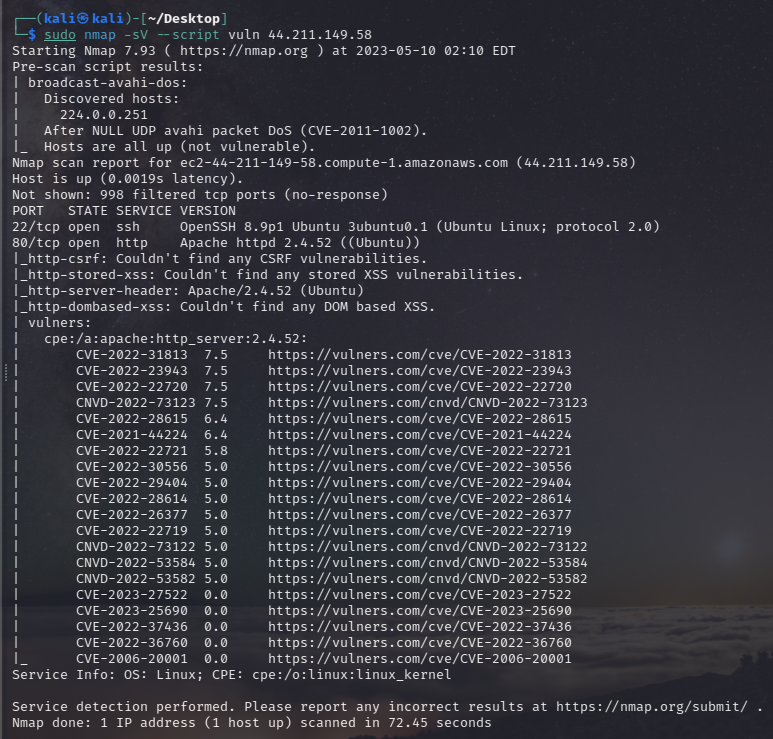 ┌──(kali㉿kali)-[~/Desktop]
└─$ sudo nmap -sV --script vuln 44.211.149.58
Starting Nmap 7.93 ( https://nmap.org ) at 2023-05-10 02:10 EDT
Pre-scan script results:
| broadcast-avahi-dos:
|   Discovered hosts:
|     224.0.0.251
|   After NULL UDP avahi packet DoS (CVE-2011-1002).
|_  Hosts are all up (not vulnerable).
Nmap scan report for ec2-44-211-149-58.compute-1.amazonaws.com (44.211.149.58)
Host is up (0.0019s latency).
Not shown: 998 filtered tcp ports (no-response)
PORT   STATE SERVICE VERSION
22/tcp open  ssh     OpenSSH 8.9p1 Ubuntu 3ubuntu0.1 (Ubuntu Linux; protocol 2.0)
80/tcp open  http    Apache httpd 2.4.52 ((Ubuntu))
|_http-csrf: Couldn't find any CSRF vulnerabilities.
|_http-stored-xss: Couldn't find any stored XSS vulnerabilities.
|_http-server-header: Apache/2.4.52 (Ubuntu)
|_http-dombased-xss: Couldn't find any DOM based XSS.
| vulners:
|   cpe:/a:apache:http_server:2.4.52:
|       CVE-2022-31813  7.5     https://vulners.com/cve/CVE-2022-31813
|       CVE-2022-23943  7.5     https://vulners.com/cve/CVE-2022-23943
|       CVE-2022-22720  7.5     https://vulners.com/cve/CVE-2022-22720
|       CNVD-2022-73123 7.5     https://vulners.com/cnvd/CNVD-2022-73123
|       CVE-2022-28615  6.4     https://vulners.com/cve/CVE-2022-28615
|       CVE-2021-44224  6.4     https://vulners.com/cve/CVE-2021-44224
|       CVE-2022-22721  5.8     https://vulners.com/cve/CVE-2022-22721
|       CVE-2022-30556  5.0     https://vulners.com/cve/CVE-2022-30556
|       CVE-2022-29404  5.0     https://vulners.com/cve/CVE-2022-29404
|       CVE-2022-28614  5.0     https://vulners.com/cve/CVE-2022-28614
|       CVE-2022-26377  5.0     https://vulners.com/cve/CVE-2022-26377
|       CVE-2022-22719  5.0     https://vulners.com/cve/CVE-2022-22719
|       CNVD-2022-73122 5.0     https://vulners.com/cnvd/CNVD-2022-73122
|       CNVD-2022-53584 5.0     https://vulners.com/cnvd/CNVD-2022-53584
|       CNVD-2022-53582 5.0     https://vulners.com/cnvd/CNVD-2022-53582
|       CVE-2023-27522  0.0     https://vulners.com/cve/CVE-2023-27522
|       CVE-2023-25690  0.0     https://vulners.com/cve/CVE-2023-25690
|       CVE-2022-37436  0.0     https://vulners.com/cve/CVE-2022-37436
|       CVE-2022-36760  0.0     https://vulners.com/cve/CVE-2022-36760
|_      CVE-2006-20001  0.0     https://vulners.com/cve/CVE-2006-20001
Service Info: OS: Linux; CPE: cpe:/o:linux:linux_kernel

Service detection performed. Please report any incorrect results at https://nmap.org/submit/ .
Nmap done: 1 IP address (1 host up) scanned in 72.45 seconds